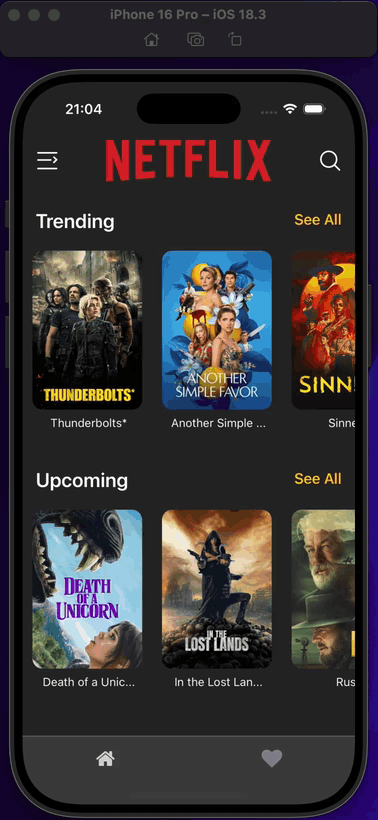 iPhone 16 Pro – iOS 18.3
21:04
NETFLIX
Trending See All
THUNDERBOLTS*
ANOTHER
SIMPLE FAVOR
SINN
Thunderbolts* Another Simple ... Sinne
Upcoming See All
DEATH
OF A
UNICORN
IN THE
LOST LANDS
Death of a Unic... In the Lost Lan... Rus